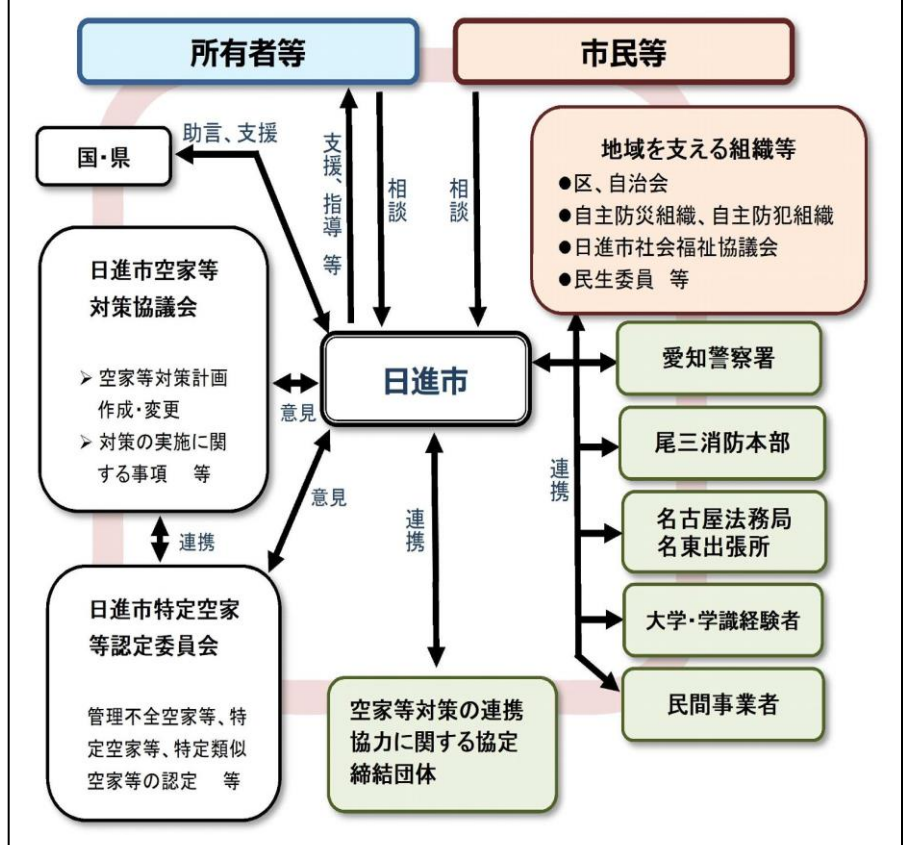 所有者等
市民等
国・県
助言、支援
支援、指導 等
相談
相談
地域を支える組織等
●区、自治会
●自主防災組織、自主防犯組織
●日進市社会福祉協議会
●民生委員 等
日進市空家等
対策協議会
➢ 空家等対策計画
作成・変更
➢ 対策の実施に関
する事項 等
意見
日進市
愛知警察署
尾三消防本部
連携
名古屋法務局
名東出張所
大学・学識経験者
民間事業者
意見
連携
連携
日進市特定空家
等認定委員会
管理不全空家等、特
定空家等、特定類似
空家等の認定 等
空家等対策の連携
協力に関する協定
締結団体